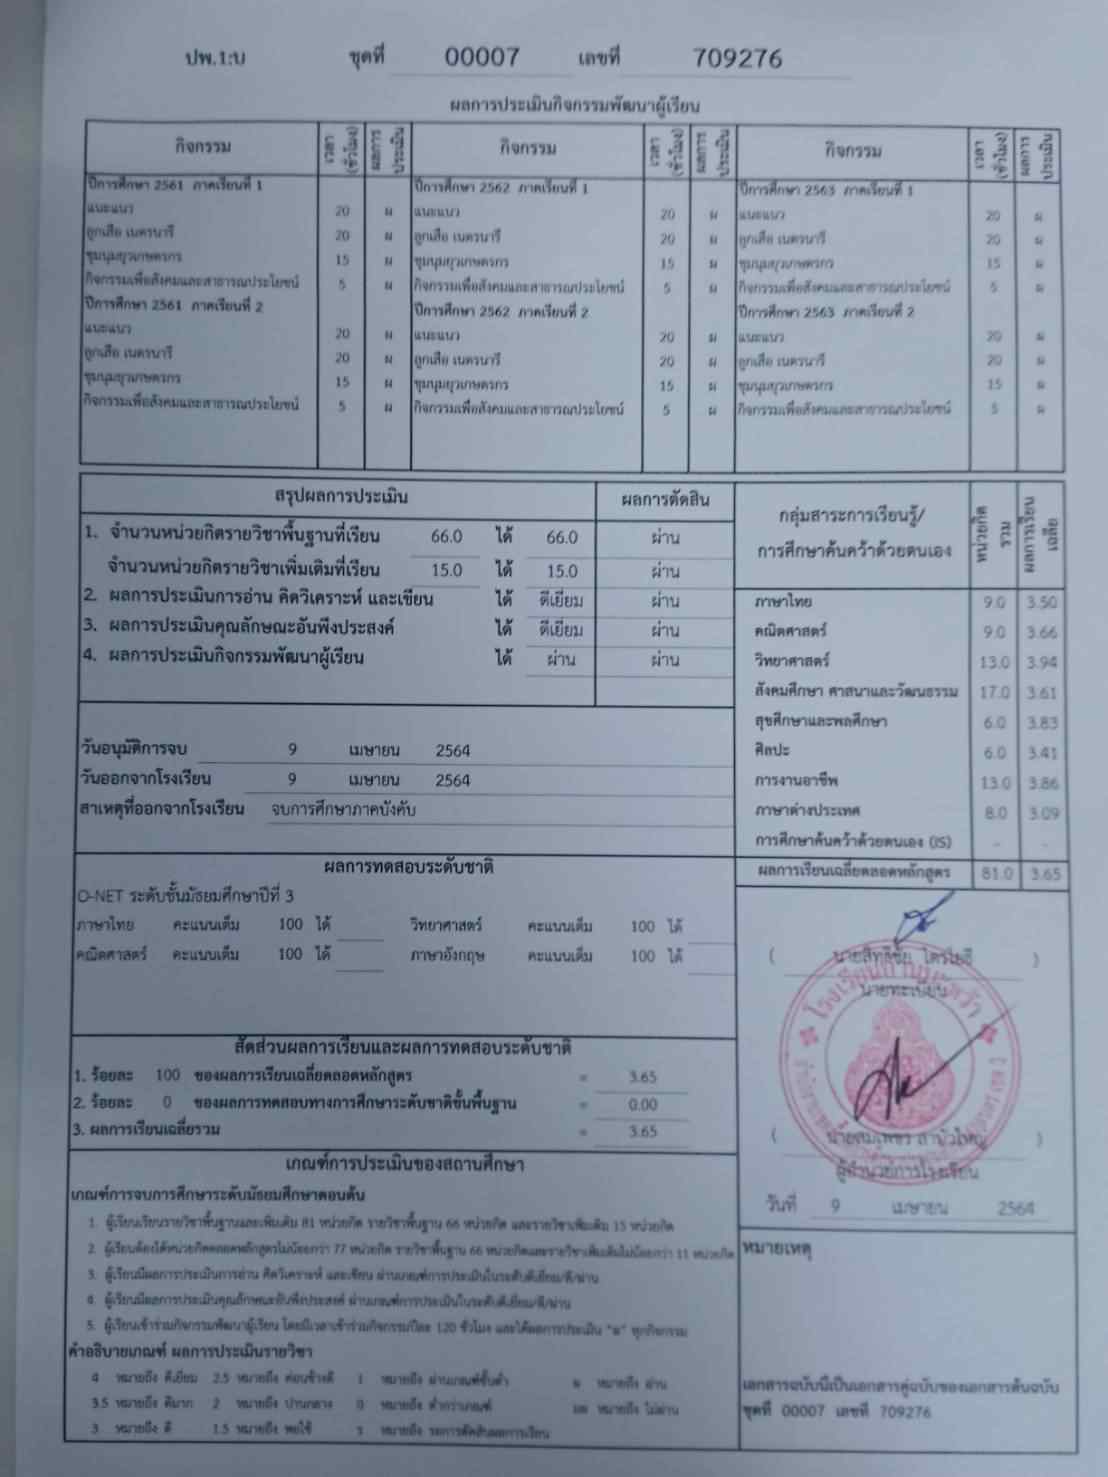 ปพ.1:บ ชุดที่ 00007 เลขที่ 709276
ผลการประเมินกิจกรรมพัฒนาผู้เรียน
กิจกรรม เวลา (ชั่วโมง) ผลการประเมิน กิจกรรม เวลา (ชั่วโมง) ผลการประเมิน กิจกรรม เวลา (ชั่วโมง) ผลการประเมิน
ปีการศึกษา 2561 ภาคเรียนที่ 1 ปีการศึกษา 2562 ภาคเรียนที่ 1 ปีการศึกษา 2563 ภาคเรียนที่ 1
แนะแนว 20 ผ แนะแนว 20 ผ แนะแนว 20 ผ
ลูกเสือ เนตรนารี 20 ผ ลูกเสือ เนตรนารี 20 ผ ลูกเสือ เนตรนารี 20 ผ
ชุมนุมยุวเกษตรกร 15 ผ ชุมนุมยุวเกษตรกร 15 ผ ชุมนุมยุวเกษตรกร 15 ผ
กิจกรรมเพื่อสังคมและสาธารณประโยชน์ 5 ผ กิจกรรมเพื่อสังคมและสาธารณประโยชน์ 5 ผ กิจกรรมเพื่อสังคมและสาธารณประโยชน์ 5 ผ
ปีการศึกษา 2561 ภาคเรียนที่ 2 ปีการศึกษา 2562 ภาคเรียนที่ 2 ปีการศึกษา 2563 ภาคเรียนที่ 2
แนะแนว 20 ผ แนะแนว 20 ผ แนะแนว 20 ผ
ลูกเสือ เนตรนารี 20 ผ ลูกเสือ เนตรนารี 20 ผ ลูกเสือ เนตรนารี 20 ผ
ชุมนุมยุวเกษตรกร 15 ผ ชุมนุมยุวเกษตรกร 15 ผ ชุมนุมยุวเกษตรกร 15 ผ
กิจกรรมเพื่อสังคมและสาธารณประโยชน์ 5 ผ กิจกรรมเพื่อสังคมและสาธารณประโยชน์ 5 ผ กิจกรรมเพื่อสังคมและสาธารณประโยชน์ 5 ผ
สรุปผลการประเมิน ผลการตัดสิน
1. จำนวนหน่วยกิตรายวิชาพื้นฐานที่เรียน 66.0 ได้ 66.0 ผ่าน
จำนวนหน่วยกิตรายวิชาเพิ่มเติมที่เรียน 15.0 ได้ 15.0 ผ่าน
2. ผลการประเมินการอ่าน คิดวิเคราะห์ และเขียน ได้ ดีเยี่ยม ผ่าน
3. ผลการประเมินคุณลักษณะอันพึงประสงค์ ได้ ดีเยี่ยม ผ่าน
4. ผลการประเมินกิจกรรมพัฒนาผู้เรียน ได้ ผ่าน ผ่าน
วันอนุมัติการจบ 9 เมษายน 2564
วันออกจากโรงเรียน 9 เมษายน 2564
สาเหตุที่ออกจากโรงเรียน จบการศึกษาภาคบังคับ
ผลการทดสอบระดับชาติ
O-NET ระดับชั้นมัธยมศึกษาปีที่ 3
ภาษาไทย คะแนนเต็ม 100 ได้ วิทยาศาสตร์ คะแนนเต็ม 100 ได้
คณิตศาสตร์ คะแนนเต็ม 100 ได้ ภาษาอังกฤษ คะแนนเต็ม 100 ได้
สัดส่วนผลการเรียนและผลการทดสอบระดับชาติ
1. ร้อยละ 100 ของผลการเรียนเฉลี่ยตลอดหลักสูตร = 3.65
2. ร้อยละ 0 ของผลการทดสอบทางการศึกษาระดับชาติขั้นพื้นฐาน = 0.00
3. ผลการเรียนเฉลี่ยรวม = 3.65
เกณฑ์การประเมินของสถานศึกษา
เกณฑ์การจบการศึกษาระดับมัธยมศึกษาตอนต้น
1. ผู้เรียนเรียนรายวิชาพื้นฐานและเพิ่มเติม 81 หน่วยกิต รายวิชาพื้นฐาน 66 หน่วยกิต และรายวิชาเพิ่มเติม 15 หน่วยกิต
2. ผู้เรียนต้องได้หน่วยกิตตลอดหลักสูตรไม่น้อยกว่า 77 หน่วยกิต รายวิชาพื้นฐาน 66 หน่วยกิตและรายวิชาเพิ่มเติมไม่น้อยกว่า 11 หน่วยกิต
3. ผู้เรียนมีผลการประเมินการอ่าน คิดวิเคราะห์ และเขียน ผ่านเกณฑ์การประเมินในระดับดีเยี่ยม/ดี/ผ่าน
4. ผู้เรียนมีผลการประเมินคุณลักษณะอันพึงประสงค์ ผ่านเกณฑ์การประเมินในระดับดีเยี่ยม/ดี/ผ่าน
5. ผู้เรียนเข้าร่วมกิจกรรมพัฒนาผู้เรียน โดยมีเวลาเข้าร่วมกิจกรรมปีละ 120 ชั่วโมง และได้ผลการประเมิน "ผ" ทุกกิจกรรม
คำอธิบายเกณฑ์ ผลการประเมินรายวิชา
4 หมายถึง ดีเยี่ยม 2.5 หมายถึง ค่อนข้างดี 1 หมายถึง ผ่านเกณฑ์ขั้นต่ำ ผ หมายถึง ผ่าน
3.5 หมายถึง ดีมาก 2 หมายถึง ปานกลาง 0 หมายถึง ต่ำกว่าเกณฑ์ มผ หมายถึง ไม่ผ่าน
3 หมายถึง ดี 1.5 หมายถึง พอใช้ ร หมายถึง รอการตัดสินผลการเรียน
กลุ่มสาระการเรียนรู้/ หน่วยกิตรวม ผลการเรียนเฉลี่ย
การศึกษาค้นคว้าด้วยตนเอง
ภาษาไทย 9.0 3.50
คณิตศาสตร์ 9.0 3.66
วิทยาศาสตร์ 13.0 3.94
สังคมศึกษา ศาสนาและวัฒนธรรม 17.0 3.61
สุขศึกษาและพลศึกษา 6.0 3.83
ศิลปะ 6.0 3.41
การงานอาชีพ 13.0 3.86
ภาษาต่างประเทศ 8.0 3.09
การศึกษาค้นคว้าด้วยตนเอง (IS) - -
ผลการเรียนเฉลี่ยตลอดหลักสูตร 81.0 3.65
( นายสิทธิชัย ไตรโยธี )
นายทะเบียน
( )
ผู้อำนวยการโรงเรียน
วันที่ 9 เมษายน 2564
หมายเหตุ
เอกสารฉบับนี้เป็นเอกสารคู่ฉบับของเอกสารต้นฉบับ
ชุดที่ 00007 เลขที่ 709276